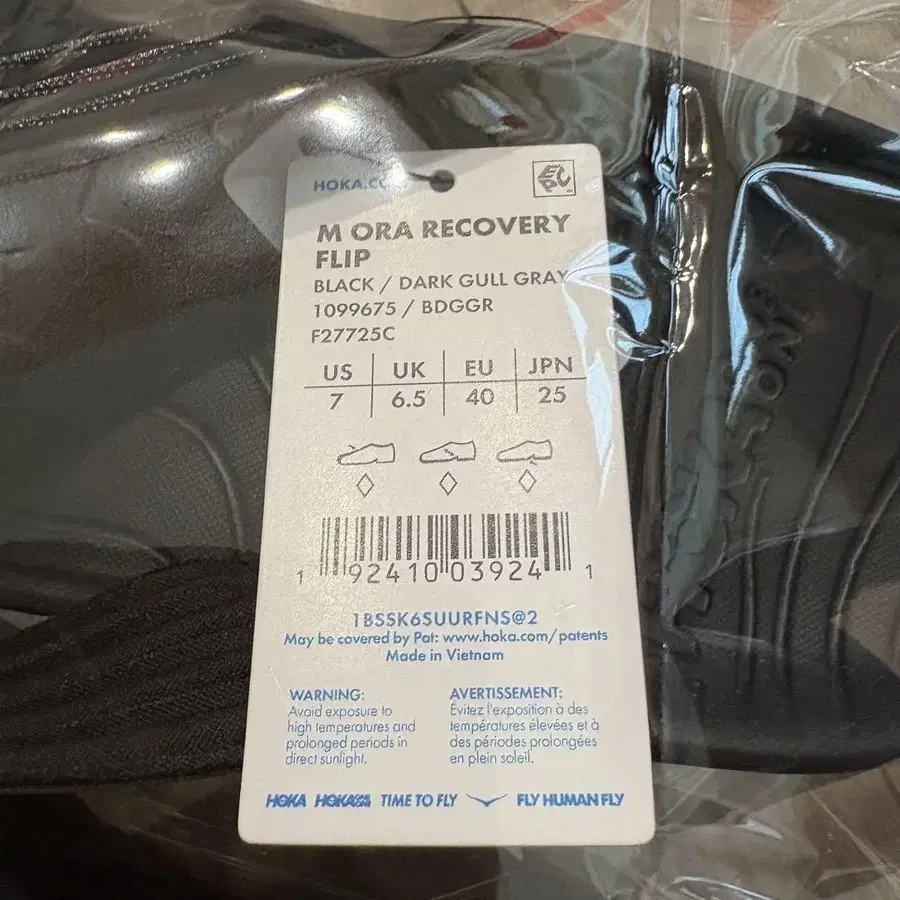 HOKA.CO
M ORA RECOVERY
FLIP
BLACK / DARK GULL GRAY
1099675 / BDGGR
F27725C
US UK EU JPN
7 6.5 40 25
1 92410 03924 1
1BSSK6SUURFNS@2
May be covered by Pat: www.hoka.com/patents
Made in Vietnam
WARNING:
Avoid exposure to
high temperatures and
prolonged periods in
direct sunlight.
AVERTISSEMENT:
Évitez l'exposition à des
températures élevées et à
des périodes prolongées
en plein soleil.
HOKA HOKA TIME TO FLY FLY HUMAN FLY